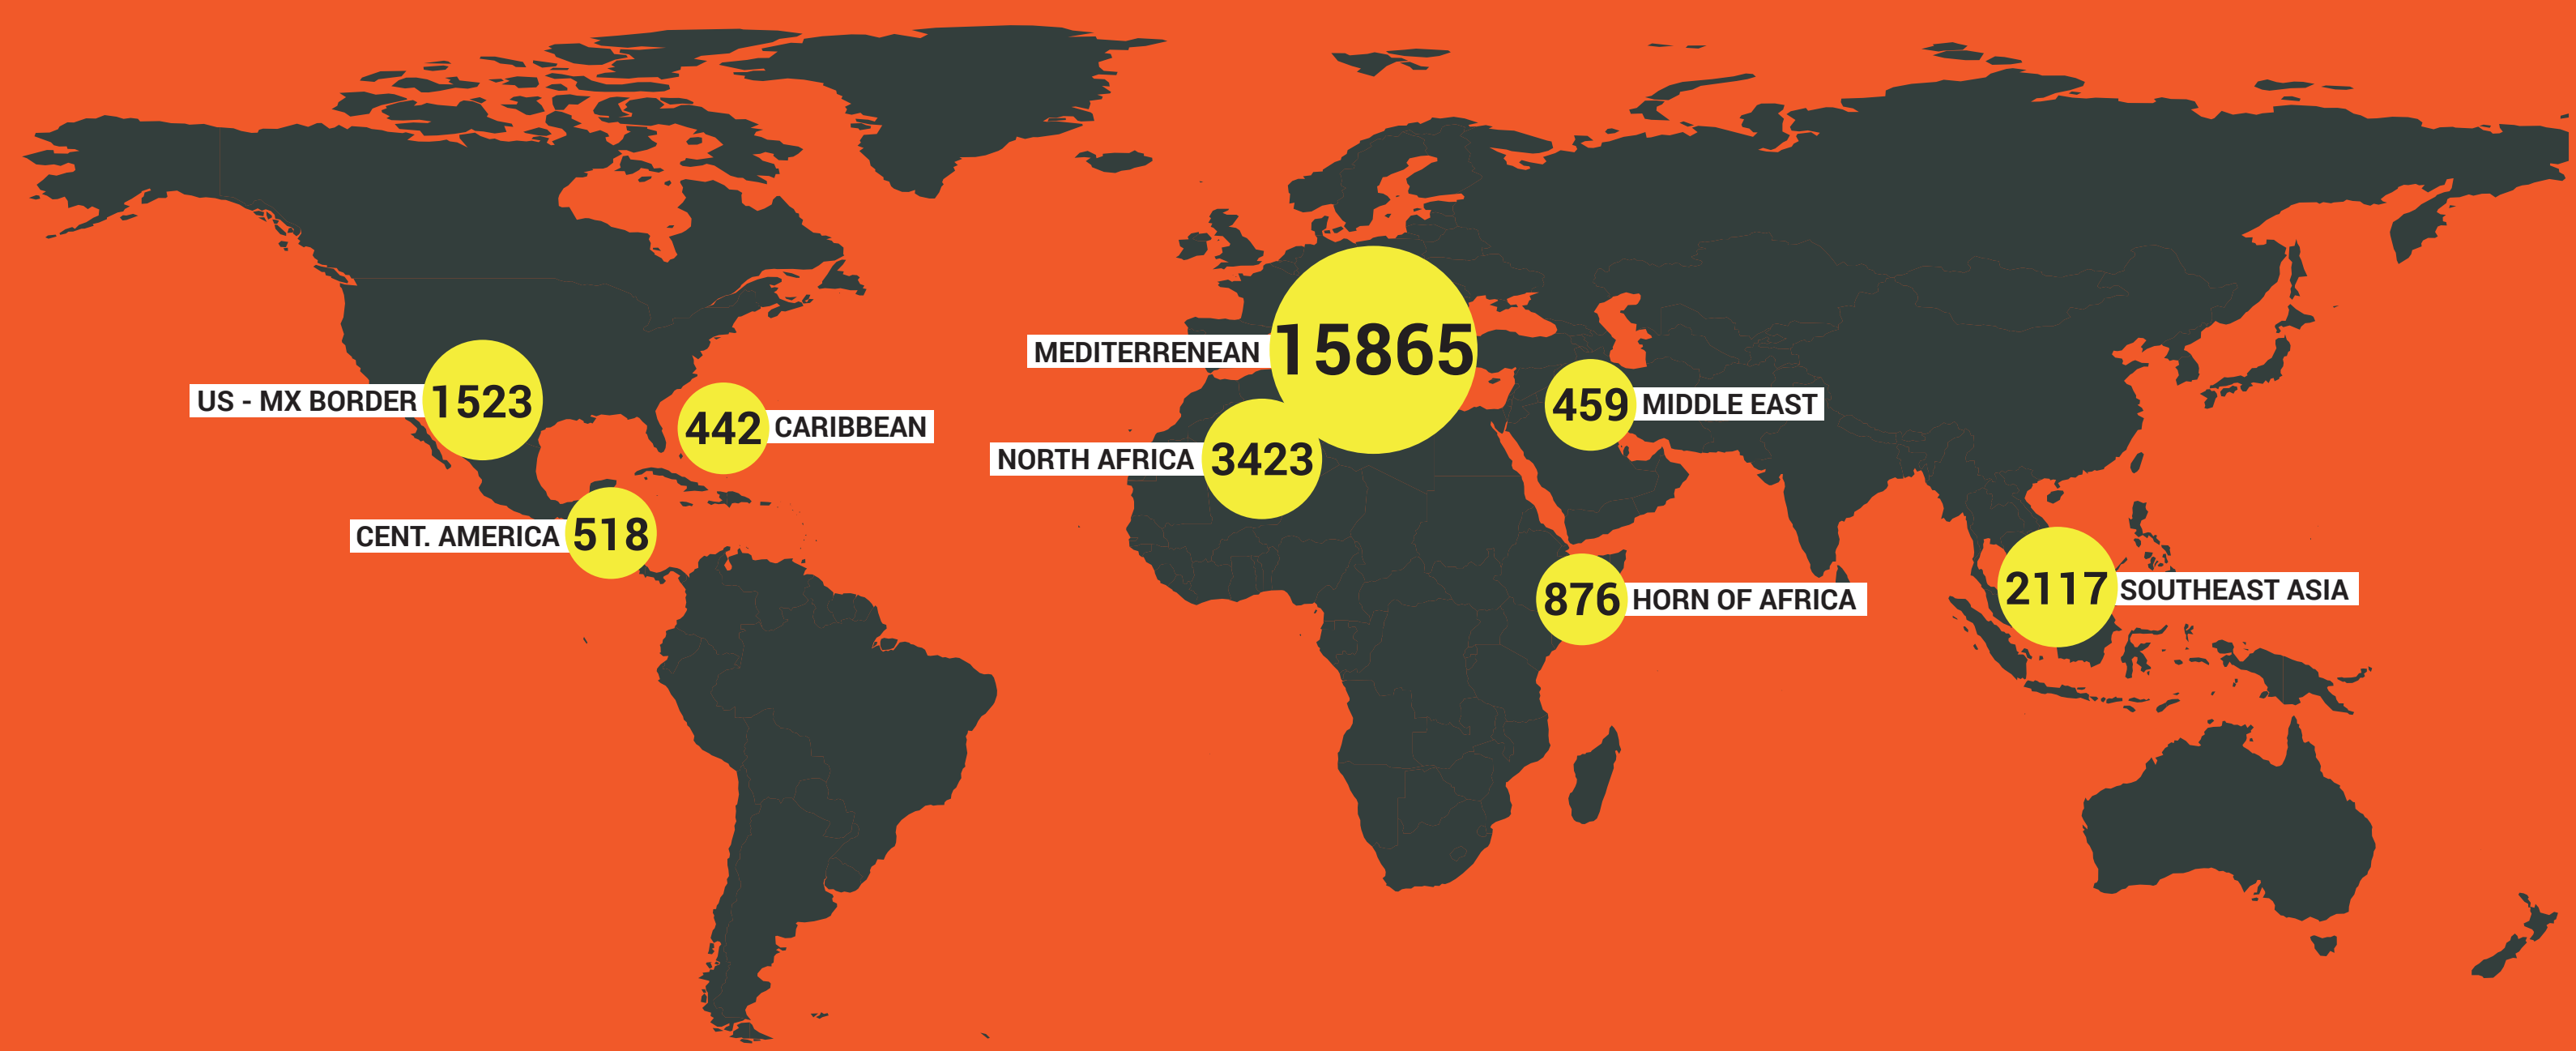 MEDITERRENEAN 15865
US - MX BORDER 1523
442 CARIBBEAN
459 MIDDLE EAST
NORTH AFRICA 3423
CENT. AMERICA 518
876 HORN OF AFRICA
2117 SOUTHEAST ASIA